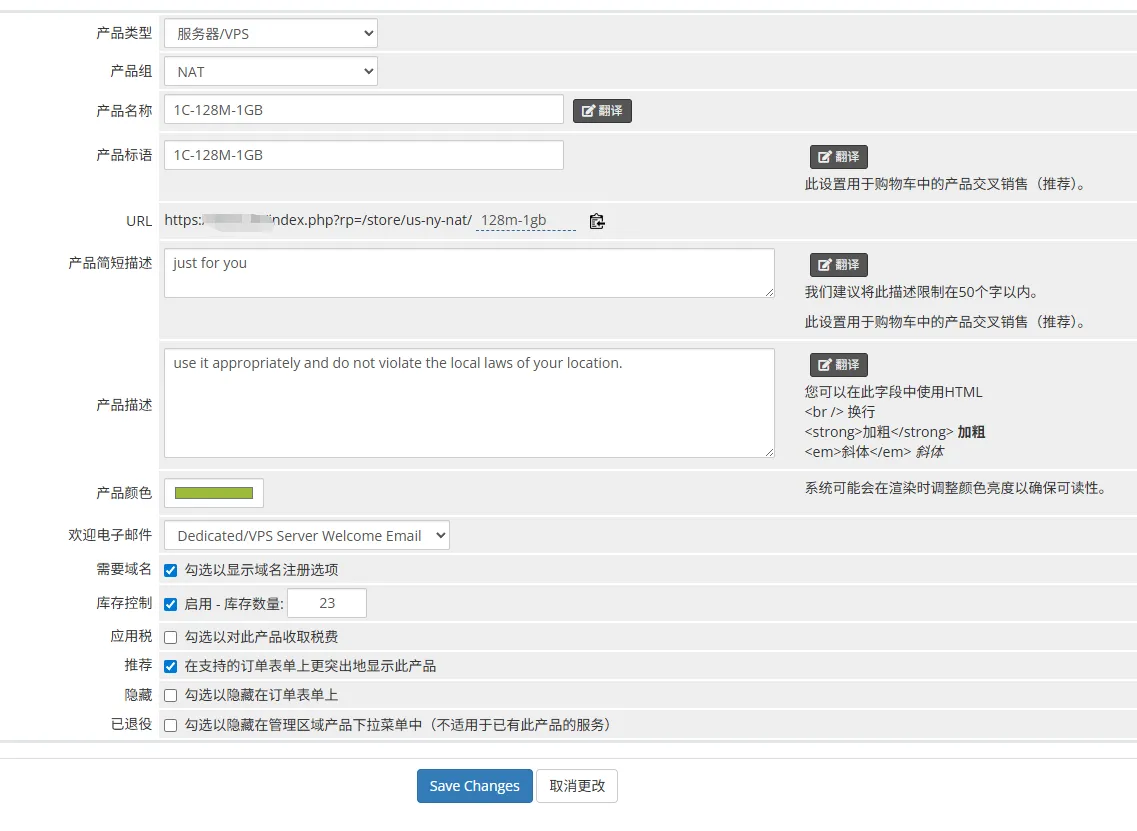 产品类型 服务器/VPS
产品组 NAT
产品名称 1C-128M-1GB 翻译
产品标语 1C-128M-1GB 翻译
此设置用于购物车中的产品交叉销售（推荐）。
URL https:/ index.php?rp=/store/us-ny-nat/ 128m-1gb
产品简短描述 just for you 翻译
我们建议将此描述限制在50个字以内。
此设置用于购物车中的产品交叉销售（推荐）。
产品描述 use it appropriately and do not violate the local laws of your location. 翻译
您可以在此字段中使用HTML
<br /> 换行
<strong>加粗</strong> 加粗
<em>斜体</em> 斜体
产品颜色 系统可能会在渲染时调整颜色亮度以确保可读性。
欢迎电子邮件 Dedicated/VPS Server Welcome Email
需要域名 勾选以显示域名注册选项
库存控制 启用 - 库存数量: 23
应用税 勾选以对此产品收取税费
推荐 在支持的订单表单上更突出地显示此产品
隐藏 勾选以隐藏在订单表单上
已退役 勾选以隐藏在管理区域产品下拉菜单中（不适用于已有此产品的服务）
Save Changes 取消更改